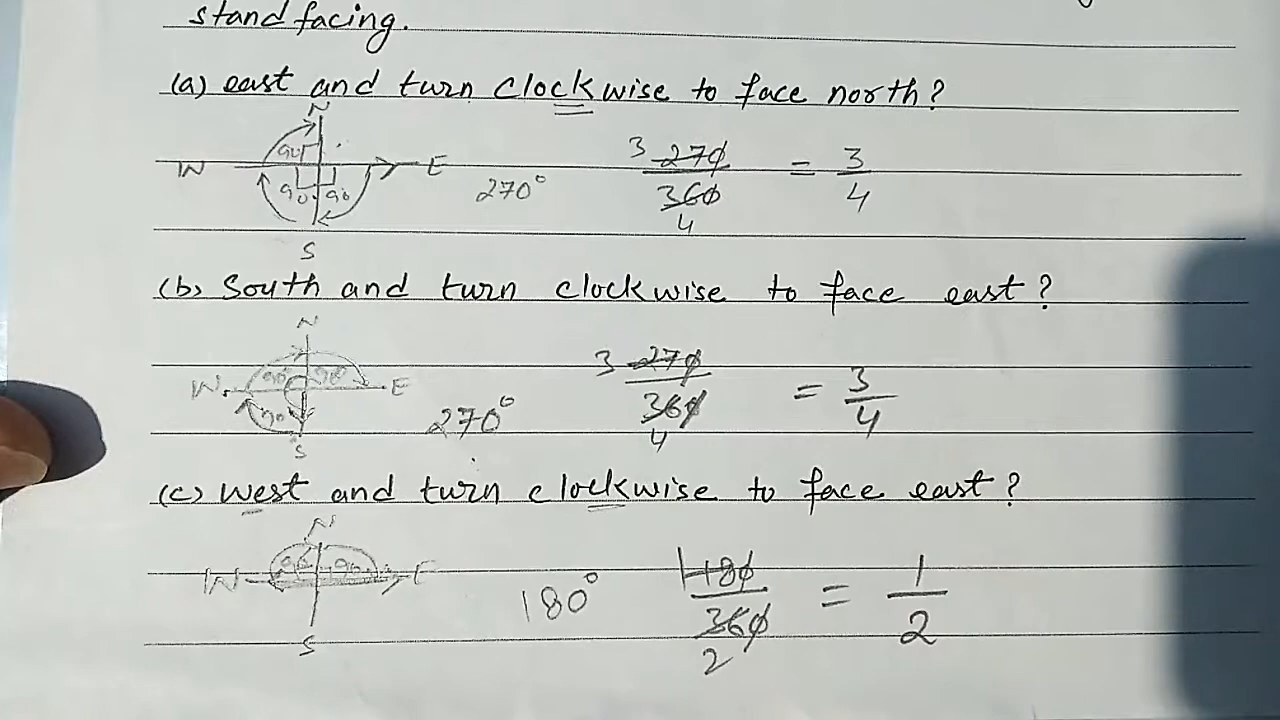 stand facing.
(a) east and turn clockwise to face north?
N
90
W E 270° 3 270 = 3
90 90 360 4
4
S
(b) South and turn clockwise to face east?
N
3 270 = 3
90 90
W E 360 4
90 270° 4
S
(c) West and turn clockwise to face east?
N
90 90 1 180 = 1
W E 180° 360 2
S 2